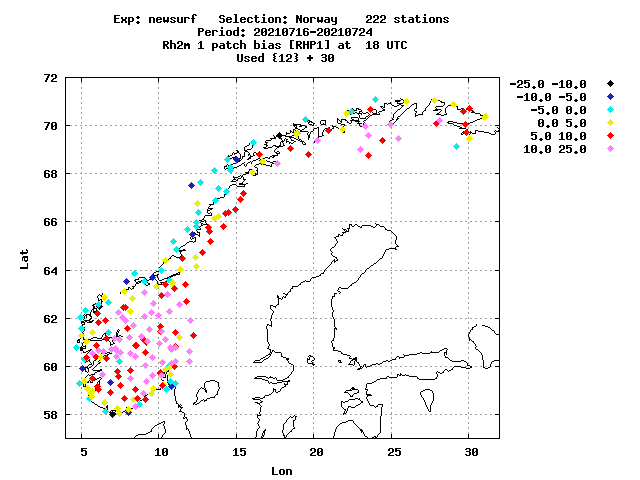 Exp: newsurf   Selection: Norway    222 stations
Period: 20210716-20210724
Rh2m 1 patch bias [RHP1] at  18 UTC
Used {12} + 30
-25.0 -10.0
-10.0 -5.0
-5.0 0.0
0.0 5.0
5.0 10.0
10.0 25.0
72
70
68
66
64
62
60
58
Lat
5 10 15 20 25 30
Lon